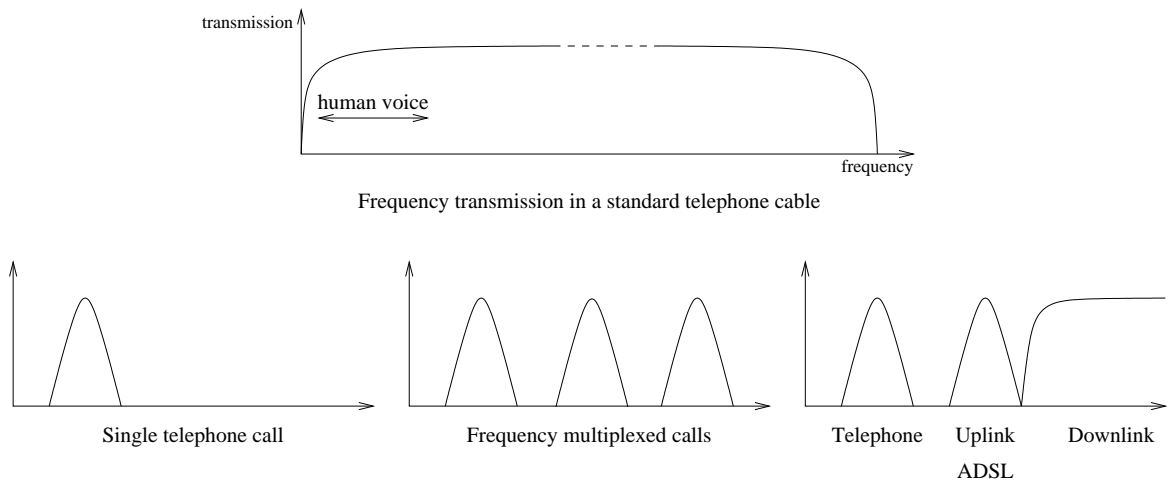 transmission
human voice
frequency
Frequency transmission in a standard telephone cable
Single telephone call
Frequency multiplexed calls
Telephone Uplink Downlink
ADSL